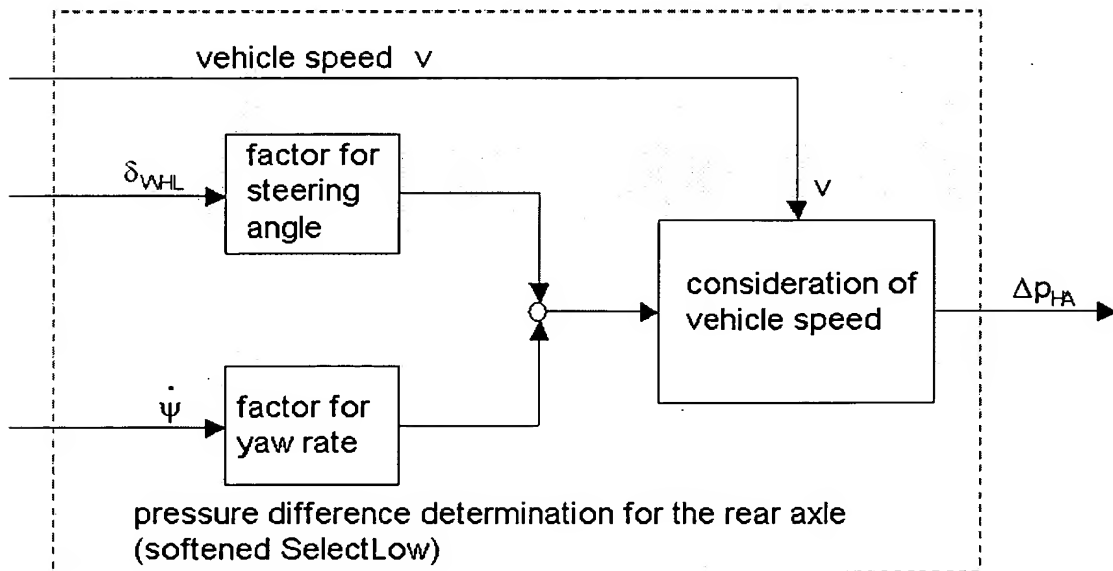 vehicle speed v
δWHL
factor for
steering
angle
v
consideration of
vehicle speed
ΔpHA
ψ̇
factor for
yaw rate
pressure difference determination for the rear axle
(softened SelectLow)